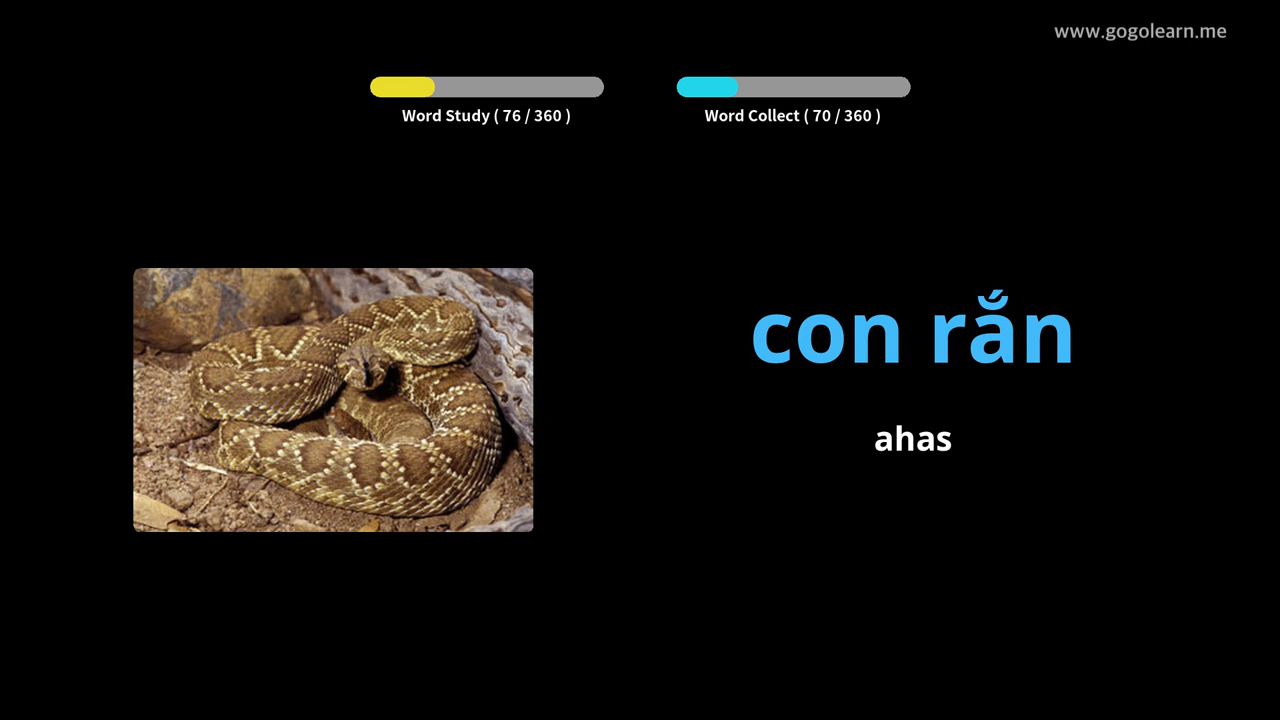 www.gogolearn.me
Word Study ( 76 / 360 )
Word Collect ( 70 / 360 )
con rắn
ahas